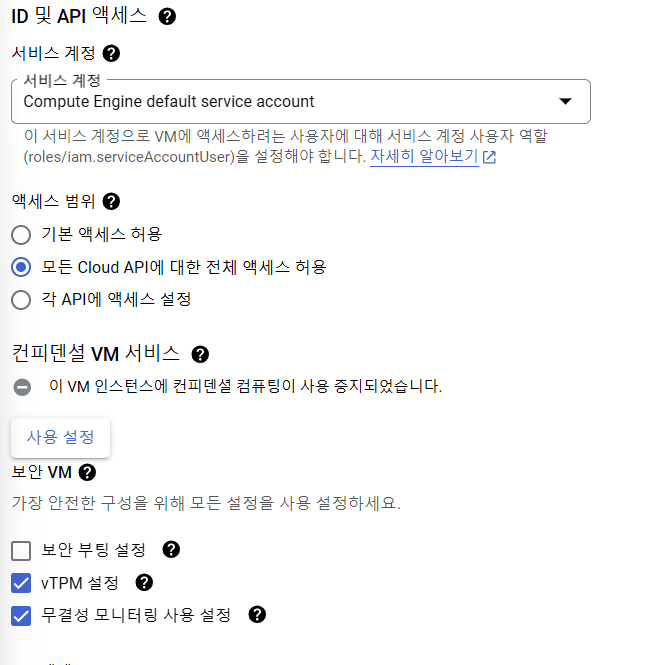 ID 및 API 액세스
서비스 계정
서비스 계정
Compute Engine default service account
이 서비스 계정으로 VM에 액세스하려는 사용자에 대해 서비스 계정 사용자 역할
(roles/iam.serviceAccountUser)을 설정해야 합니다. 자세히 알아보기
액세스 범위
기본 액세스 허용
모든 Cloud API에 대한 전체 액세스 허용
각 API에 액세스 설정
컨피덴셜 VM 서비스
이 VM 인스턴스에 컨피덴셜 컴퓨팅이 사용 중지되었습니다.
사용 설정
보안 VM
가장 안전한 구성을 위해 모든 설정을 사용 설정하세요.
보안 부팅 설정
vTPM 설정
무결성 모니터링 사용 설정